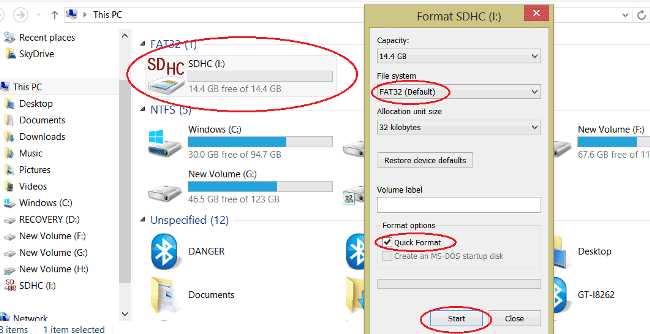 This PC
Recent places
SkyDrive
This PC
Desktop
Documents
Downloads
Music
Pictures
Videos
Windows (C:)
RECOVERY (D:)
New Volume (F:)
New Volume (G:)
New Volume (H:)
SDHC (I:)
Network
items
1 item selected
FAT32 (1)
SD HC
SDHC (I:)
14.4 GB free of 14.4 GB
NTFS (5)
Windows (C:)
30.0 GB free of 94.7 GB
New Volume (G:)
46.5 GB free of 123 GB
Unspecified (12)
DANGER
Documents
Format SDHC (I:)
Capacity:
14.4 GB
File system
FAT32 (Default)
Allocation unit size
32 kilobytes
Restore device defaults
Volume label
Format options
Quick Format
Create an MS-DOS startup disk
Start
Close
New Volume (F:)
67.6 GB free of 11
Desktop
GT-I8262